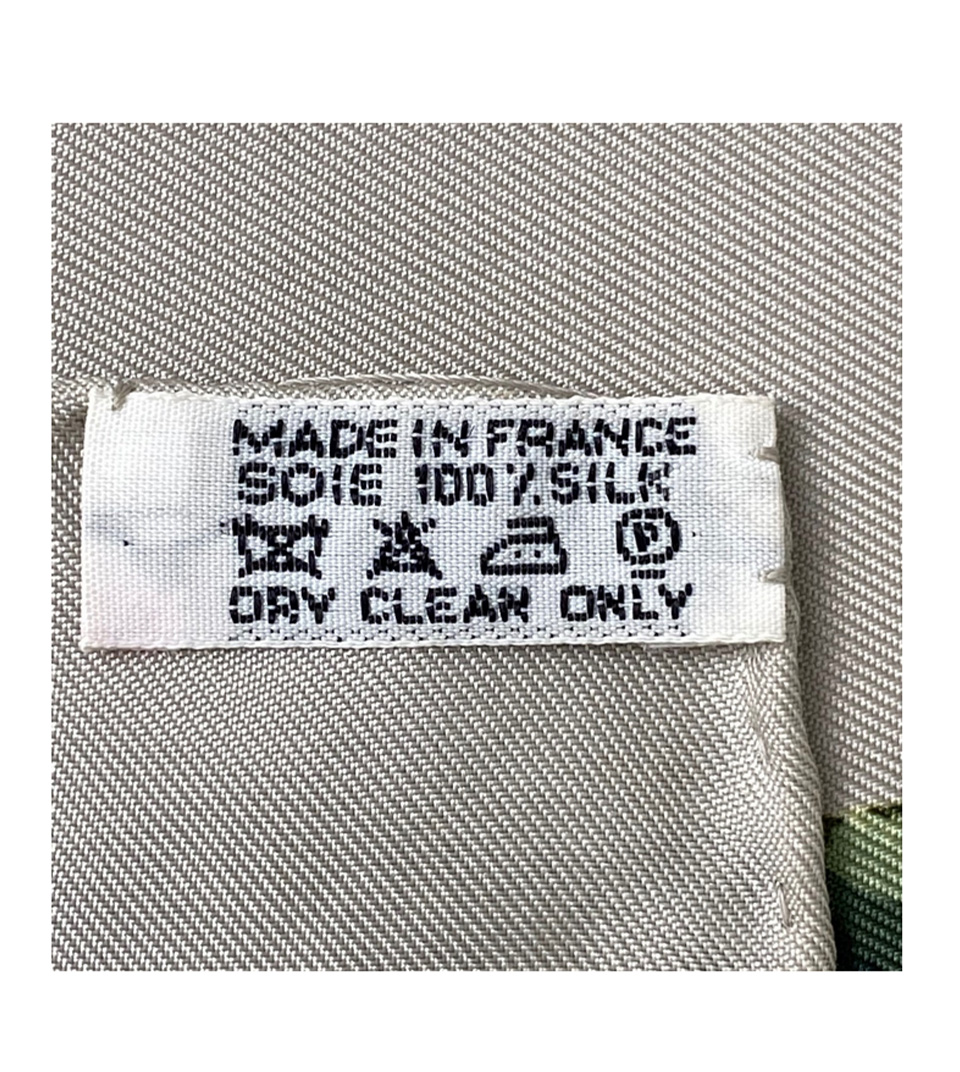 MADE IN FRANCE
SOIE 100% SILK
P
DRY CLEAN ONLY